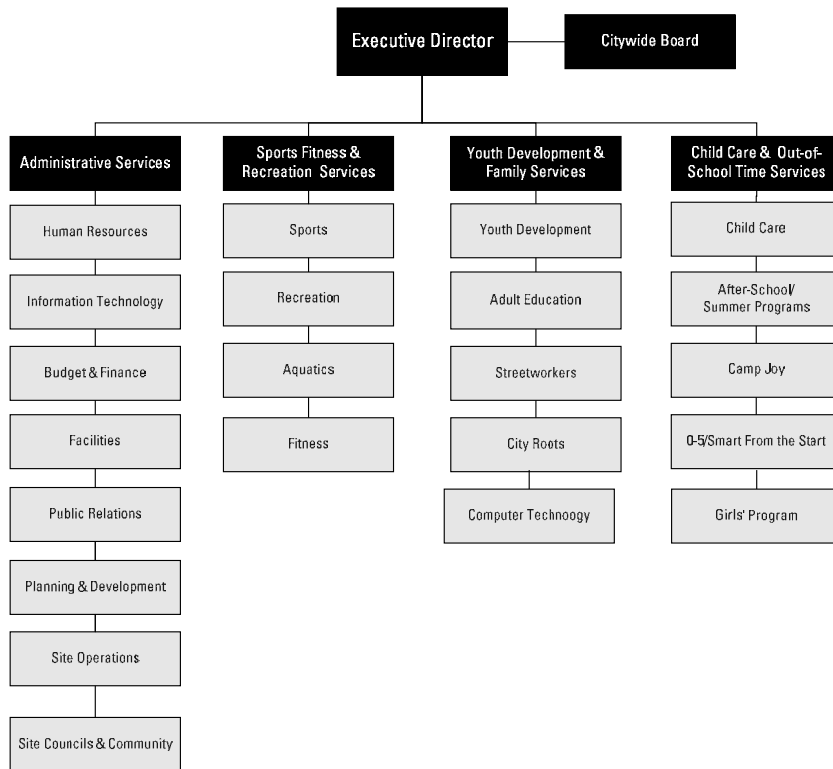 Executive Director
Citywide Board
Administrative Services
Human Resources
Information Technology
Budget & Finance
Facilities
Public Relations
Planning & Development
Site Operations
Site Councils & Community
Sports Fitness &
Recreation Services
Sports
Recreation
Aquatics
Fitness
Youth Development &
Family Services
Youth Development
Adult Education
Streetworkers
City Roots
Computer Technoogy
Child Care & Out-of-
School Time Services
Child Care
After-School/
Summer Programs
Camp Joy
0-5/Smart From the Start
Girls' Program